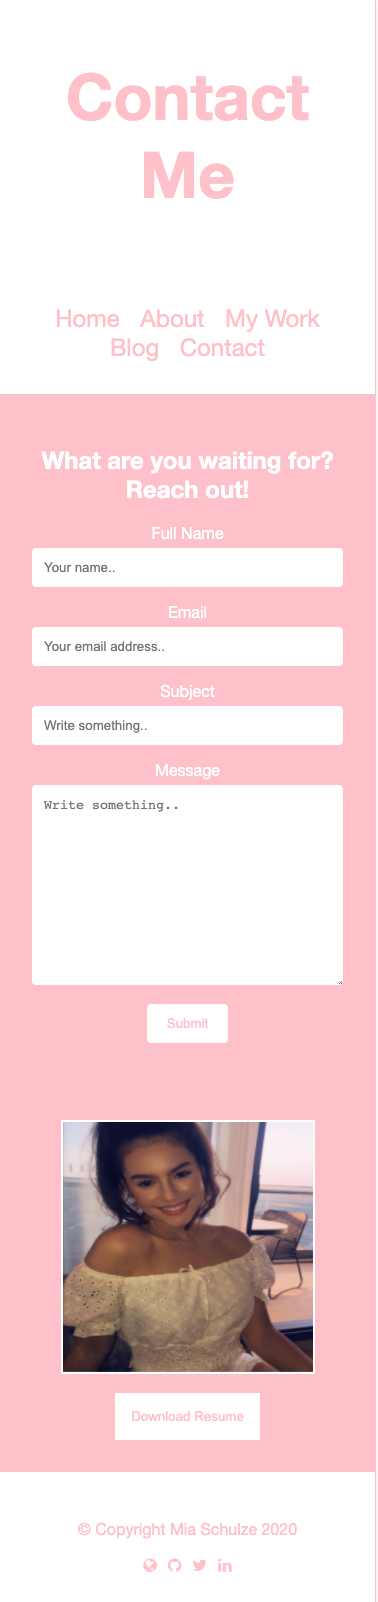 Contact
Me
Home About My Work
Blog Contact
What are you waiting for?
Reach out!
Full Name
Your name..
Email
Your email address..
Subject
Write something..
Message
Write something..
Submit
Download Resume
© Copyright Mia Schulze 2020